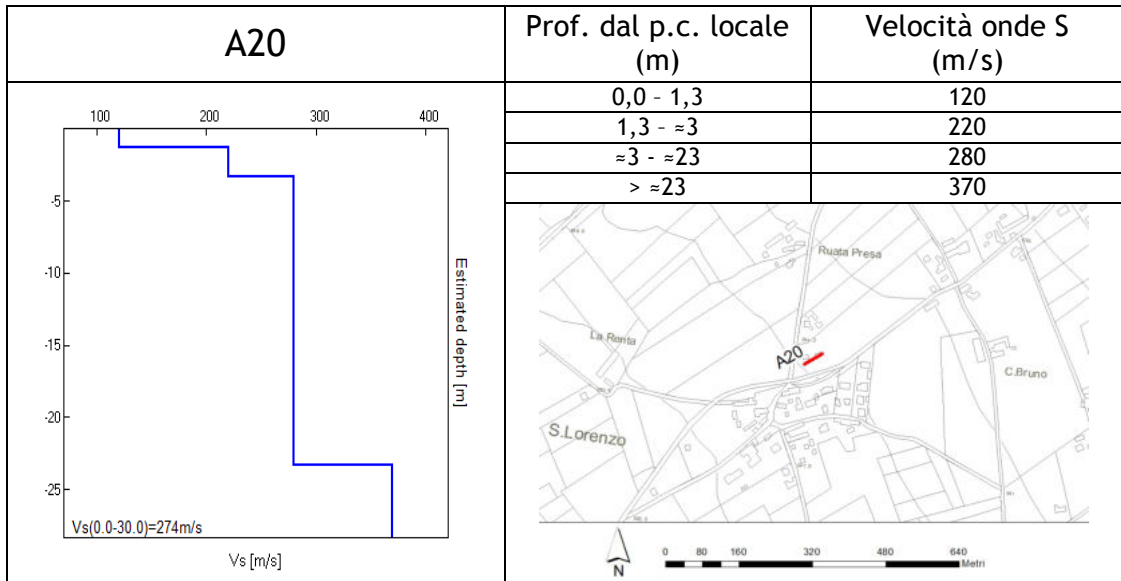 A20
Prof. dal p.c. locale
(m)
Velocità onde S
(m/s)
0,0 – 1,3 120
1,3 – ≈3 220
≈3 - ≈23 280
> ≈23 370
100 200 300 400
-5
-10
-15
-20
-25
Estimated depth [m]
Vs(0.0-30.0)=274m/s
Vs [m/s]
Ruata Presa
La Renta
A20
C.Bruno
S.Lorenzo
N
0 80 160 320 480 640
Metri